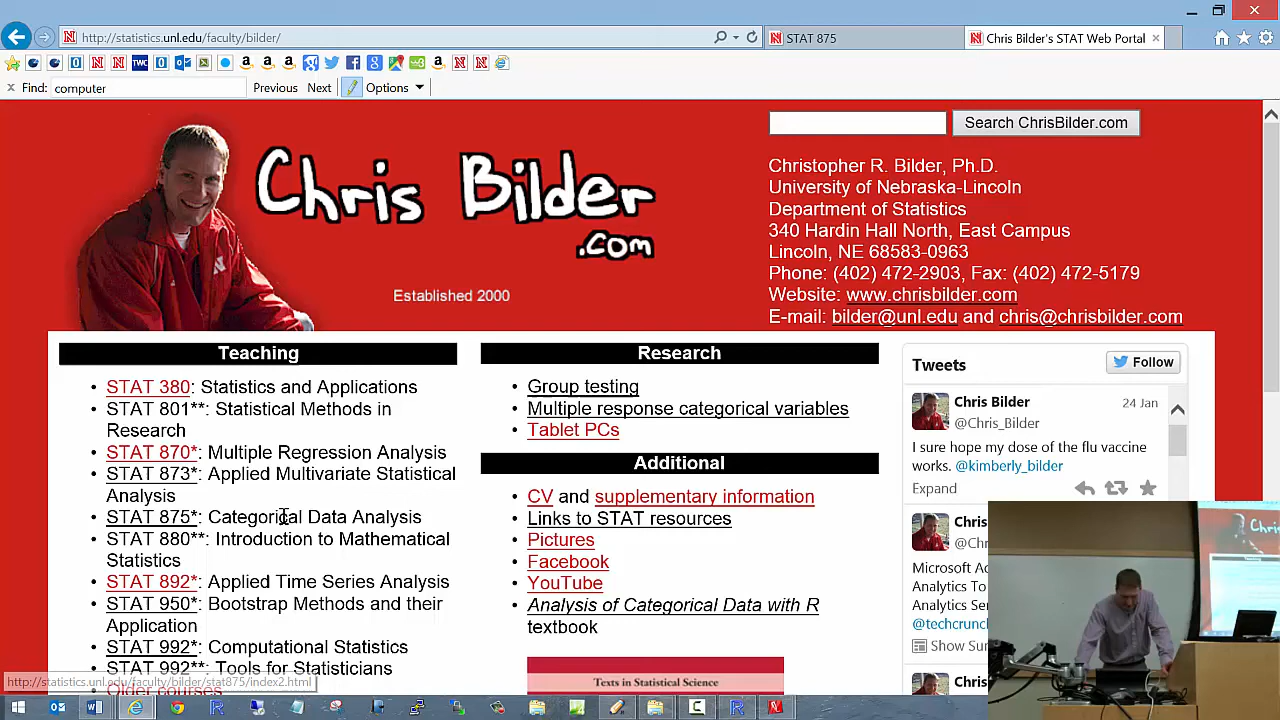 http://statistics.unl.edu/faculty/bilder/
STAT 875
Chris Bilder's STAT Web Portal
Find: computer
Previous Next Options
Chris Bilder
.com
Established 2000
Search ChrisBilder.com
Christopher R. Bilder, Ph.D.
University of Nebraska-Lincoln
Department of Statistics
340 Hardin Hall North, East Campus
Lincoln, NE 68583-0963
Phone: (402) 472-2903, Fax: (402) 472-5179
Website: www.chrisbilder.com
E-mail: bilder@unl.edu and chris@chrisbilder.com
Teaching
• STAT 380: Statistics and Applications
• STAT 801**: Statistical Methods in
Research
• STAT 870*: Multiple Regression Analysis
• STAT 873*: Applied Multivariate Statistical
Analysis
• STAT 875*: Categorical Data Analysis
• STAT 880**: Introduction to Mathematical
Statistics
• STAT 892*: Applied Time Series Analysis
• STAT 950*: Bootstrap Methods and their
Application
• STAT 992*: Computational Statistics
• STAT 992** Tools for Statisticians
• Older courses
http://statistics.unl.edu/faculty/bilder/stat875/index2.html
Research
• Group testing
• Multiple response categorical variables
• Tablet PCs
Additional
• CV and supplementary information
• Links to STAT resources
• Pictures
• Facebook
• YouTube
• Analysis of Categorical Data with R
textbook
Texts in Statistical Science
Tweets
Follow
Chris Bilder 24 Jan
@Chris_Bilder
I sure hope my dose of the flu vaccine
works. @kimberly_bilder
Expand
Chris
@Chri
Microsoft Ac
Analytics To
Analytics Ser
@techcrunch
Show Sum
Chris